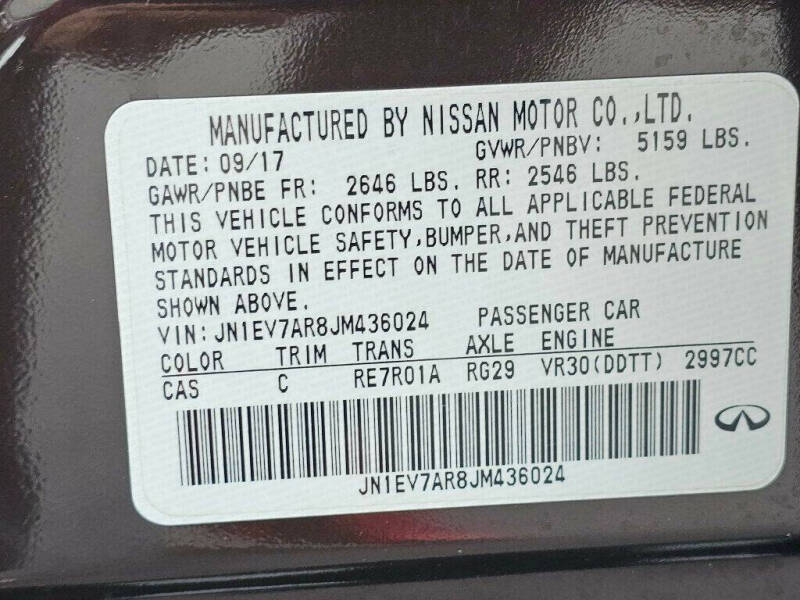 MANUFACTURED BY NISSAN MOTOR CO.,LTD.
DATE: 09/17 GVWR/PNBV: 5159 LBS.
GAWR/PNBE FR: 2646 LBS. RR: 2546 LBS.
THIS VEHICLE CONFORMS TO ALL APPLICABLE FEDERAL
MOTOR VEHICLE SAFETY,BUMPER,AND THEFT PREVENTION
STANDARDS IN EFFECT ON THE DATE OF MANUFACTURE
SHOWN ABOVE.
VIN:JN1EV7AR8JM436024 PASSENGER CAR
COLOR TRIM TRANS AXLE ENGINE
CAS C RE7R01A RG29 VR30(DDTT) 2997CC
JN1EV7AR8JM436024